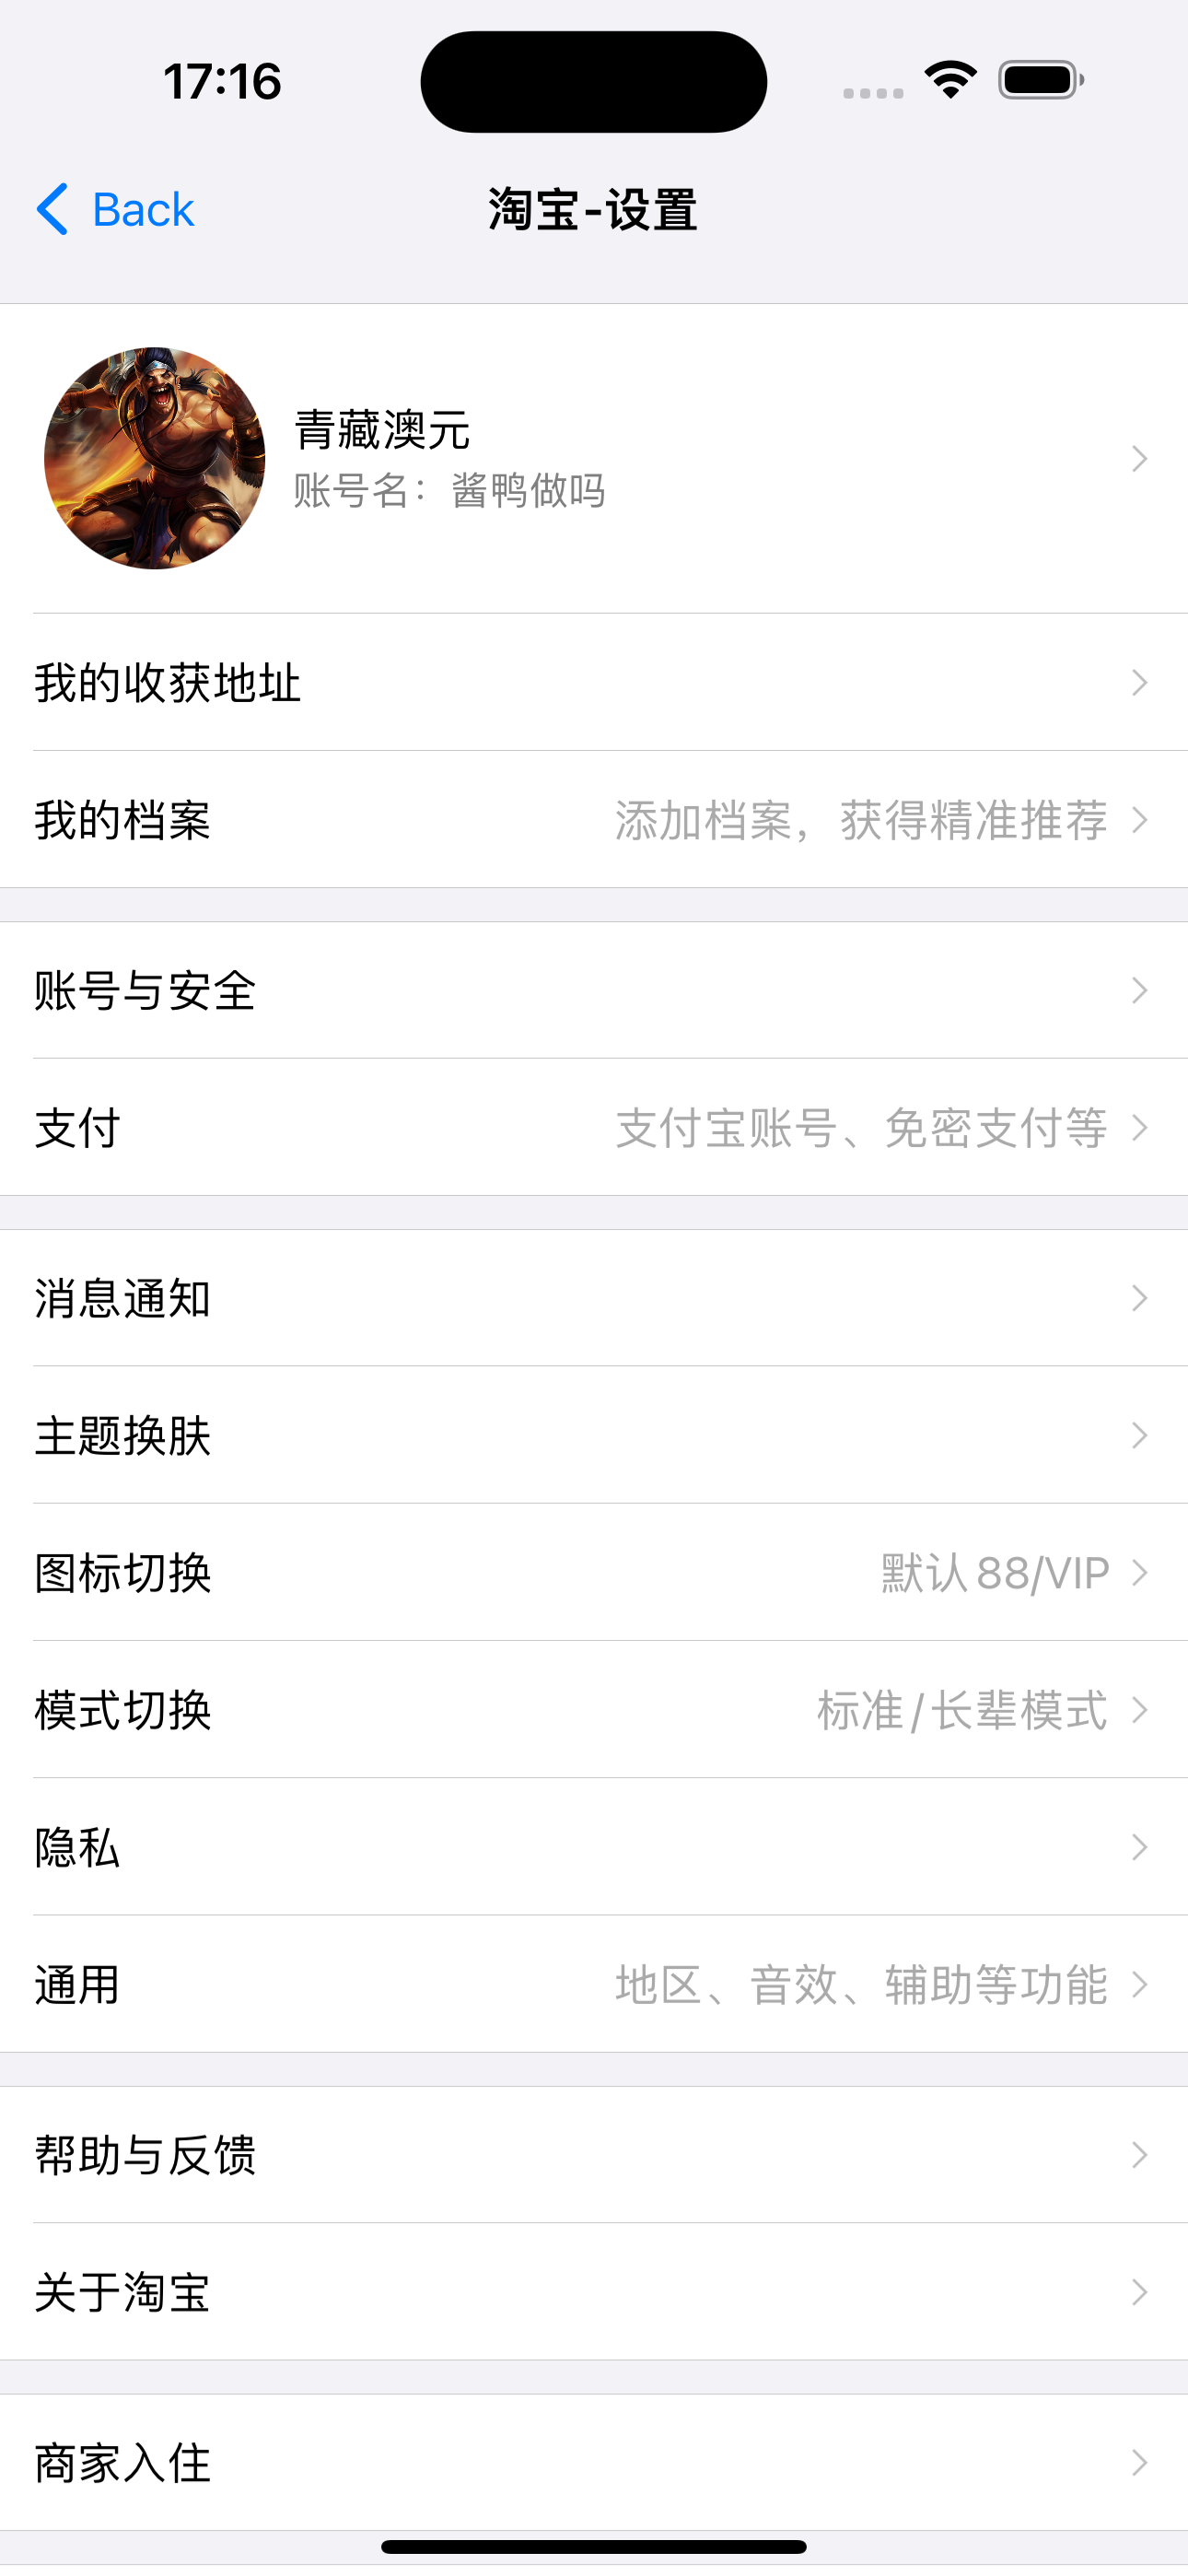 17:16
Back
淘宝-设置
青藏澳元
账号名：酱鸭做吗
我的收获地址
我的档案 添加档案，获得精准推荐
账号与安全
支付 支付宝账号、免密支付等
消息通知
主题换肤
图标切换 默认88/VIP
模式切换 标准/长辈模式
隐私
通用 地区、音效、辅助等功能
帮助与反馈
关于淘宝
商家入住